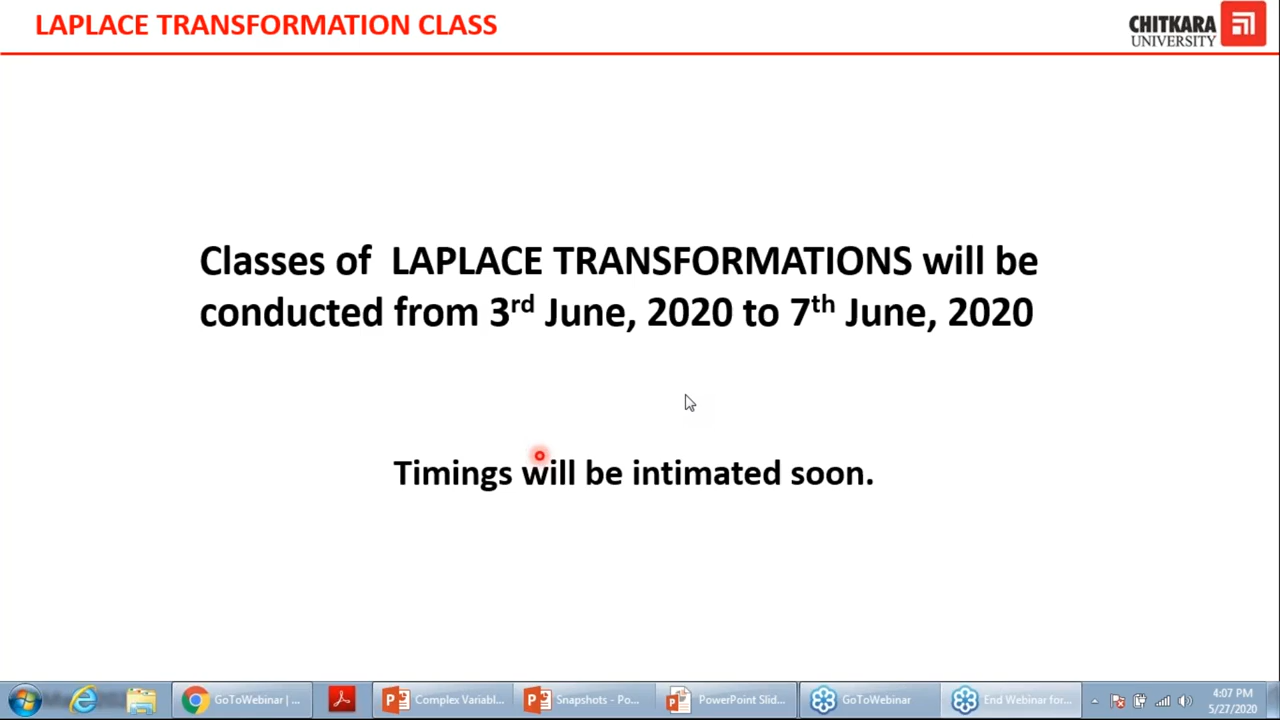 LAPLACE TRANSFORMATION CLASS
CHITKARA
UNIVERSITY
Classes of LAPLACE TRANSFORMATIONS will be
conducted from 3rd June, 2020 to 7th June, 2020
Timings will be intimated soon.
GoToWebinar | ...
Complex Variabl...
Snapshots - Po...
PowerPoint Slid...
GoToWebinar
End Webinar for...
4:07 PM
5/27/2020